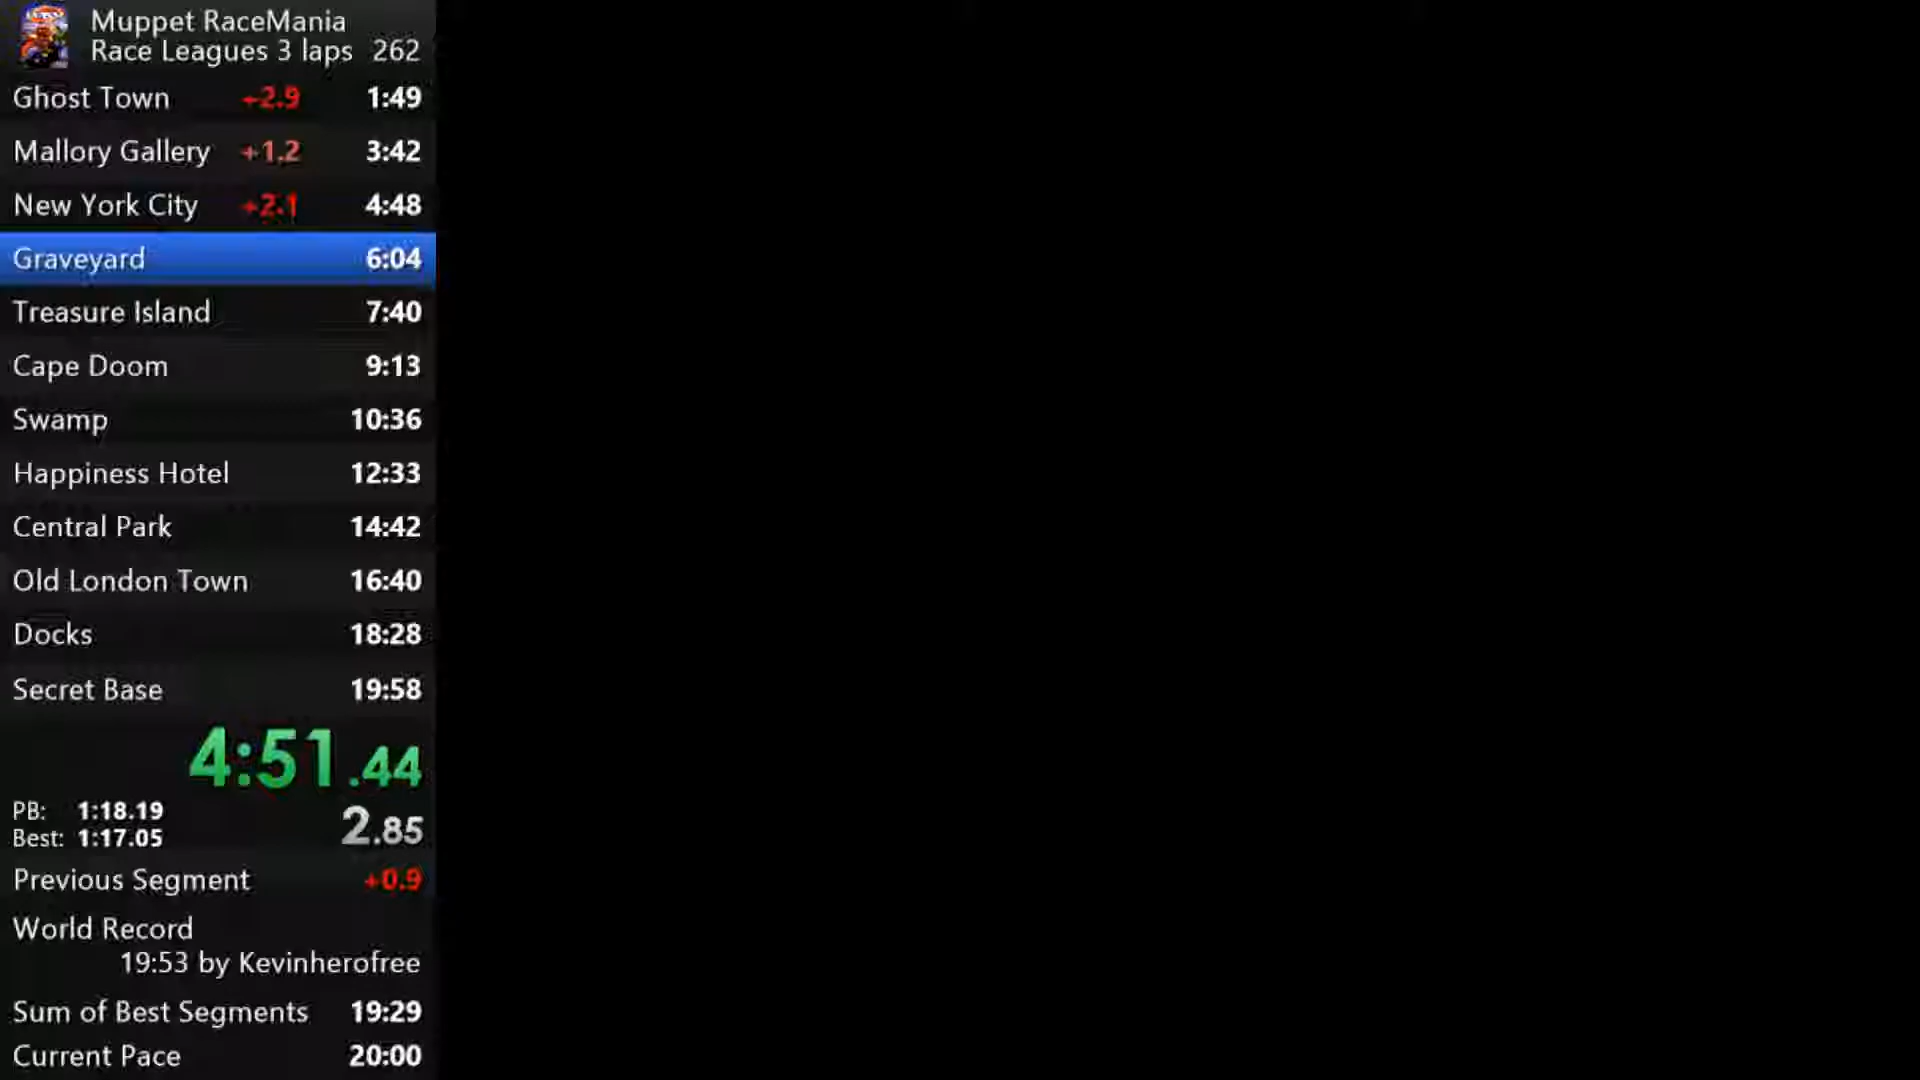 Muppet RaceMania
Race Leagues 3 laps 262
Ghost Town +2.9 1:49
Mallory Gallery +1.2 3:42
New York City +2.1 4:48
Graveyard 6:04
Treasure Island 7:40
Cape Doom 9:13
Swamp 10:36
Happiness Hotel 12:33
Central Park 14:42
Old London Town 16:40
Docks 18:28
Secret Base 19:58
4:51.44
PB: 1:18.19
Best: 1:17.05
2.85
Previous Segment +0.9
World Record
19:53 by Kevinherofree
Sum of Best Segments 19:29
Current Pace 20:00